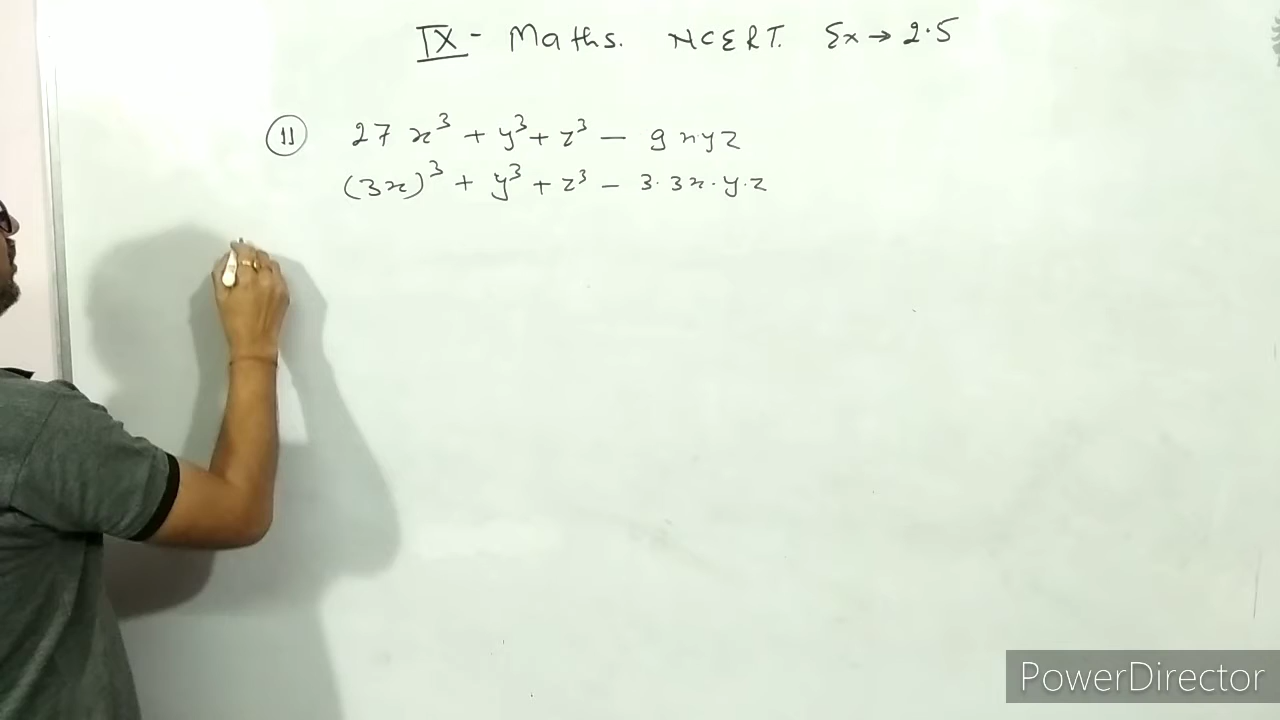 IX - Maths. NCERT. Ex → 2.5
11 27 x³ + y³ + z³ – 9 xyz
(3x)³ + y³ + z³ – 3. 3x. y. z
PowerDirector